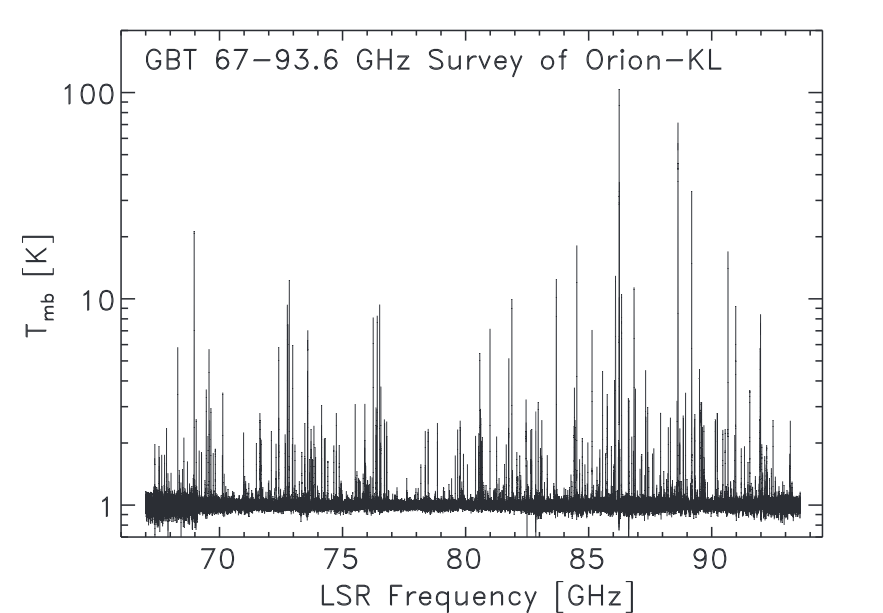 GBT 67−93.6 GHz Survey of Orion−KL
100
10
1
Tmb [K]
70 75 80 85 90
LSR Frequency [GHz]